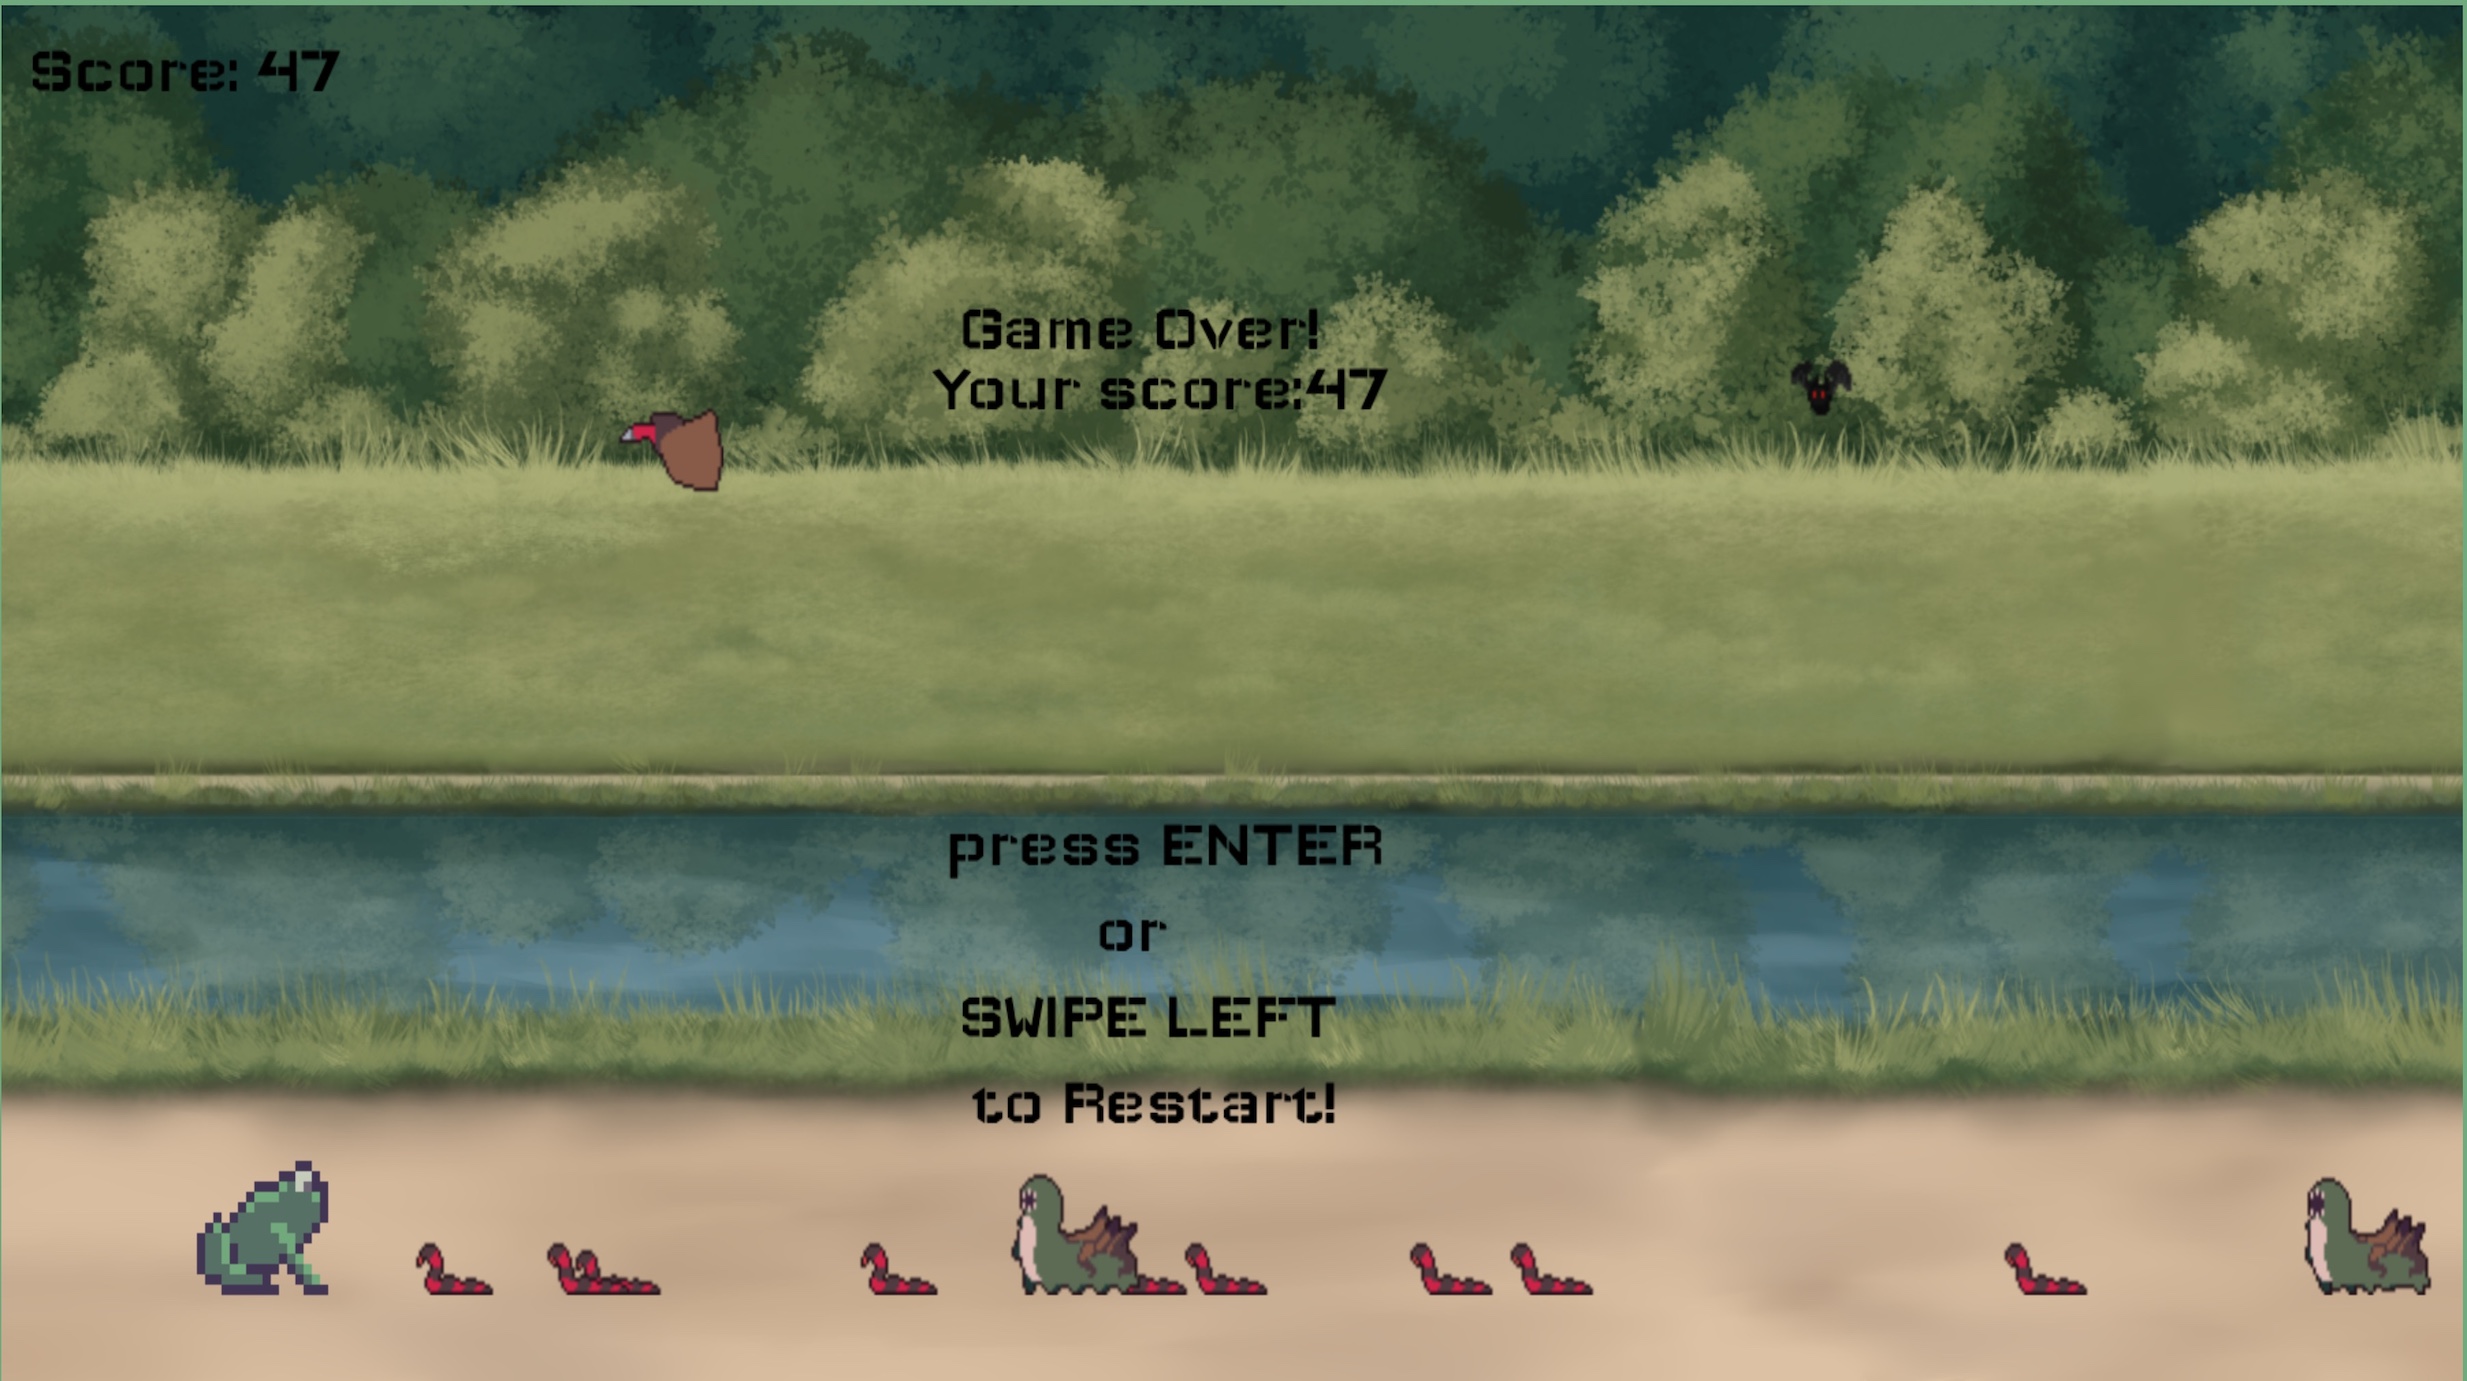 Score: 47
Game Over!
Your score:47
press ENTER
or
SWIPE LEFT
to Restart!